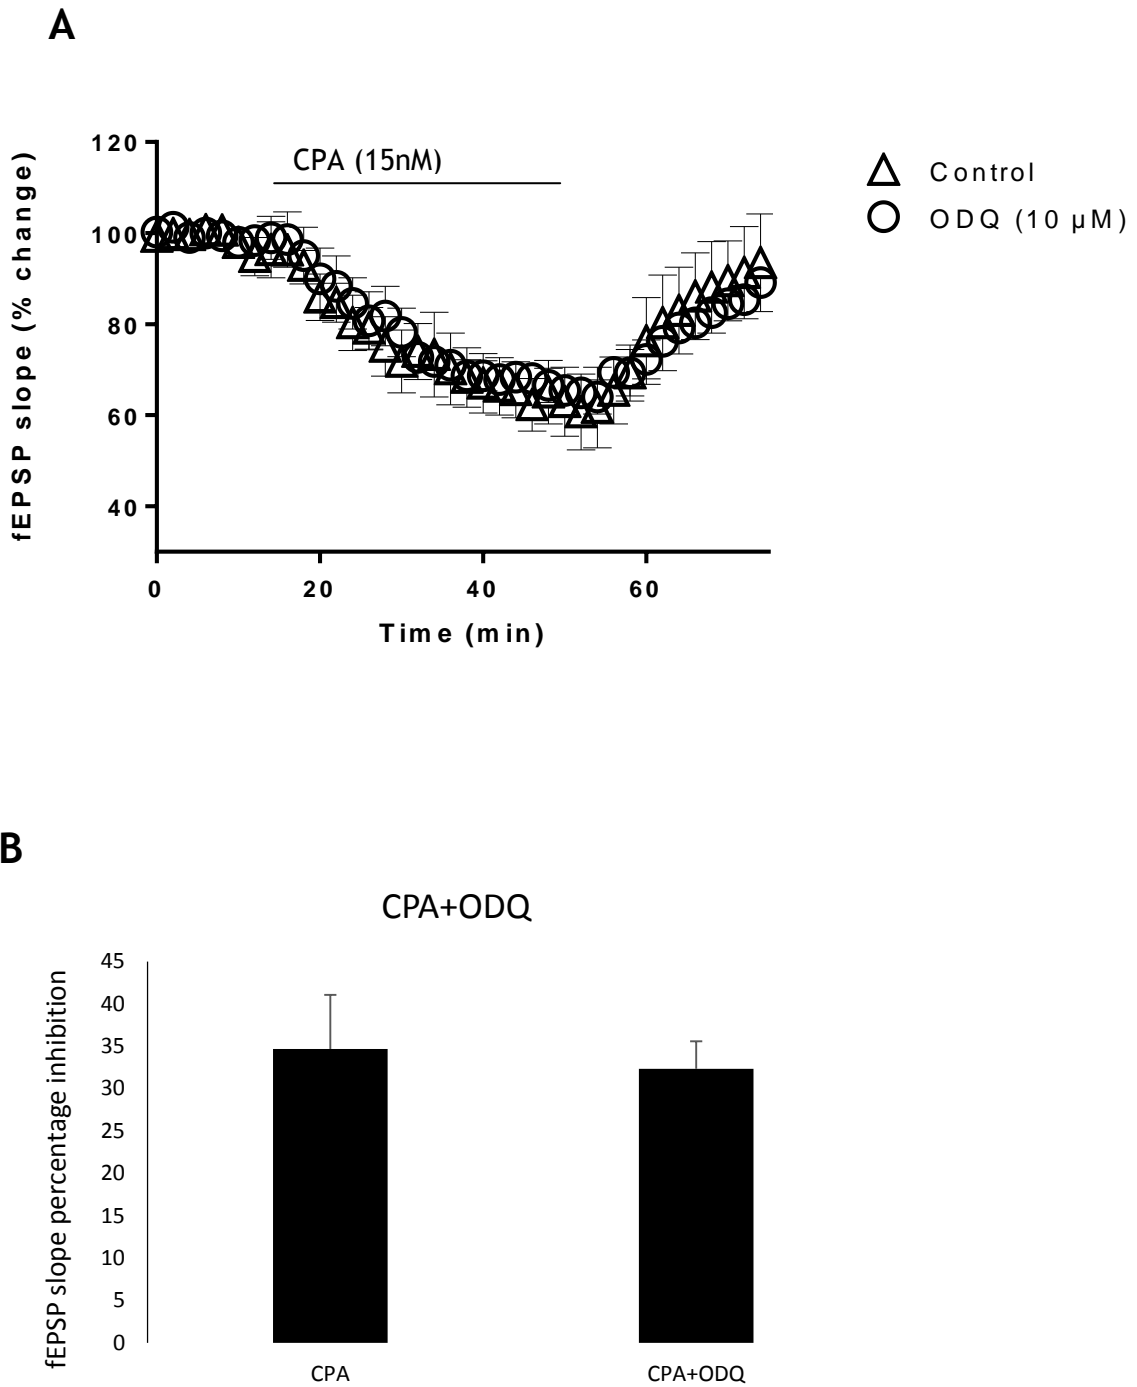 A
120
100
80
60
40
fEPSP slope (% change)
CPA (15nM)
Control
ODQ (10 µM)
0 20 40 60
Time (min)
B
CPA+ODQ
45
40
35
30
25
20
15
10
5
0
fEPSP slope percentage inhibition
CPA CPA+ODQ